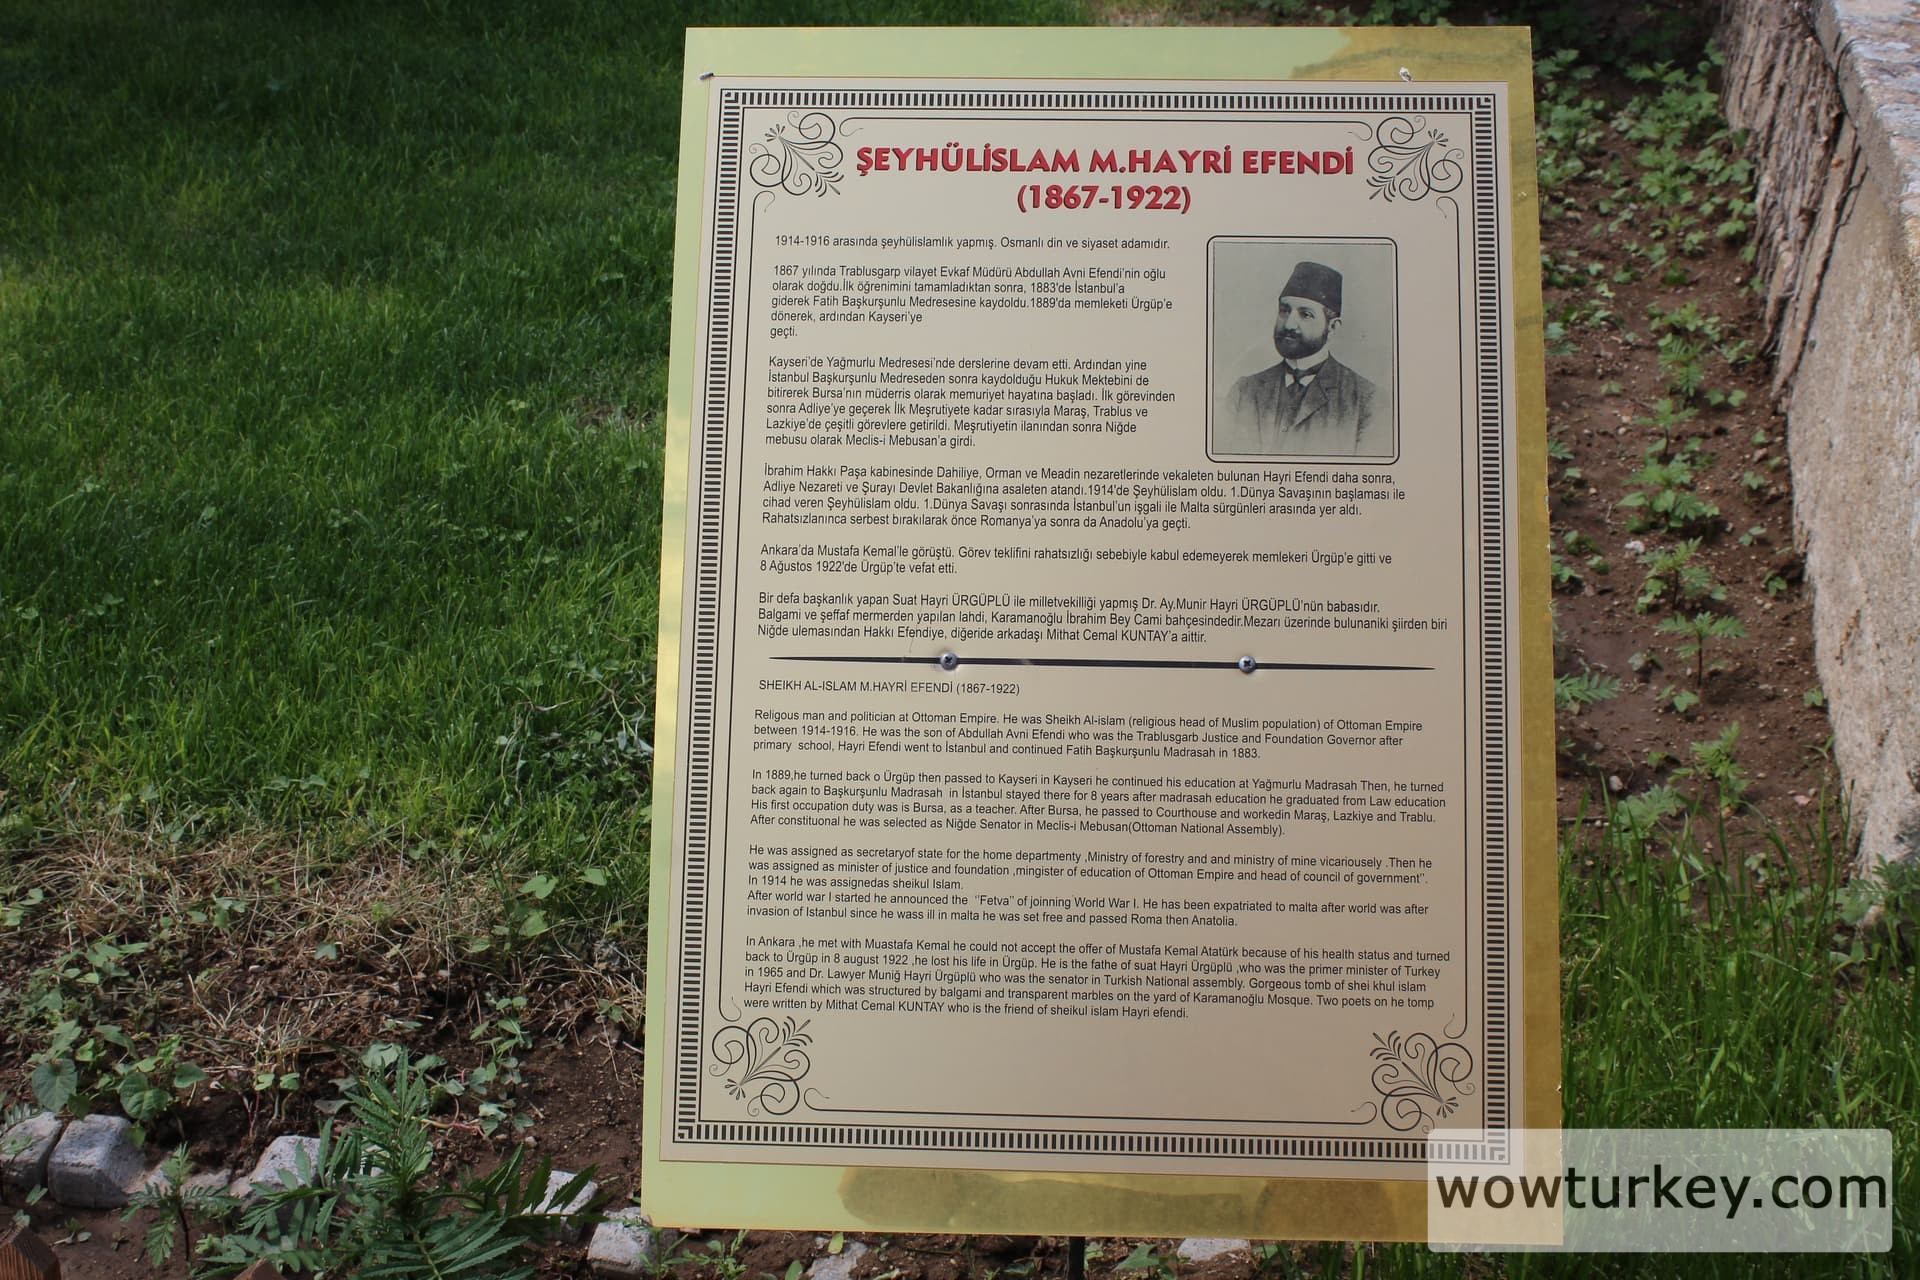 ŞEYHÜLİSLAM M.HAYRİ EFENDİ
(1867-1922)
1914-1916 arasında şeyhülislamlık yapmış. Osmanlı din ve siyaset adamıdır.
1867 yılında Trablusgarp vilayet Evkaf Müdürü Abdullah Avni Efendi'nin oğlu
olarak doğdu.İlk öğrenimini tamamladıktan sonra, 1883'de İstanbul'a
giderek Fatih Başkurşunlu Medresesine kaydoldu.1889'da memleketi Ürgüp'e
dönerek, ardından Kayseri'ye
geçti.
Kayseri'de Yağmurlu Medresesi'nde derslerine devam etti. Ardından yine
İstanbul Başkurşunlu Medreseden sonra kaydolduğu Hukuk Mektebini de
bitirerek Bursa'nın müderris olarak memuriyet hayatına başladı. İlk görevinden
sonra Adliye'ye geçerek İlk Meşrutiyete kadar sırasıyla Maraş, Trablus ve
Lazkiye'de çeşitli görevlere getirildi. Meşrutiyetin ilanından sonra Niğde
mebusu olarak Meclis-i Mebusan'a girdi.
İbrahim Hakkı Paşa kabinesinde Dahiliye, Orman ve Meadin nezaretlerinde vekaleten bulunan Hayri Efendi daha sonra,
Adliye Nezareti ve Şurayı Devlet Bakanlığına asaleten atandı.1914'de Şeyhülislam oldu. 1.Dünya Savaşının başlaması ile
cihad veren Şeyhülislam oldu. 1.Dünya Savaşı sonrasında İstanbul'un işgali ile Malta sürgünleri arasında yer aldı.
Rahatsızlanınca serbest bırakılarak önce Romanya'ya sonra da Anadolu'ya geçti.
Ankara'da Mustafa Kemal'le görüştü. Görev teklifini rahatsızlığı sebebiyle kabul edemeyerek memlekeri Ürgüp'e gitti ve
8 Ağustos 1922'de Ürgüp'te vefat etti.
Bir defa başkanlık yapan Suat Hayri ÜRGÜPLÜ ile milletvekilliği yapmış Dr. Ay.Munir Hayri ÜRGÜPLÜ'nün babasıdır.
Balgami ve şeffaf mermerden yapılan lahdi, Karamanoğlu İbrahim Bey Cami bahçesindedir.Mezarı üzerinde bulunaniki şiirden biri
Niğde ulemasından Hakkı Efendiye, diğeride arkadaşı Mithat Cemal KUNTAY'a aittir.
SHEIKH AL-ISLAM M.HAYRİ EFENDİ (1867-1922)
Religous man and politician at Ottoman Empire. He was Sheikh Al-islam (religious head of Muslim population) of Ottoman Empire
between 1914-1916. He was the son of Abdullah Avni Efendi who was the Trablusgarb Justice and Foundation Governor after
primary school, Hayri Efendi went to İstanbul and continued Fatih Başkurşunlu Madrasah in 1883.
In 1889,he turned back o Ürgüp then passed to Kayseri in Kayseri he continued his education at Yağmurlu Madrasah Then, he turned
back again to Başkurşunlu Madrasah in İstanbul stayed there for 8 years after madrasah education he graduated from Law education
His first occupation duty was is Bursa, as a teacher. After Bursa, he passed to Courthouse and workedin Maraş, Lazkiye and Trablu.
After constituonal he was selected as Niğde Senator in Meclis-i Mebusan(Ottoman National Assembly).
He was assigned as secretaryof state for the home departmenty ,Ministry of forestry and and ministry of mine vicariousely .Then he
was assigned as minister of justice and foundation ,mingister of education of Ottoman Empire and head of council of government".
In 1914 he was assignedas sheikul Islam.
After world war I started he announced the "Fetva" of joinning World War I. He has been expatriated to malta after world was after
invasion of Istanbul since he wass ill in malta he was set free and passed Roma then Anatolia.
In Ankara ,he met with Muastafa Kemal he could not accept the offer of Mustafa Kemal Atatürk because of his health status and turned
back to Ürgüp in 8 august 1922 ,he lost his life in Ürgüp. He is the fathe of suat Hayri Ürgüplü ,who was the primer minister of Turkey
in 1965 and Dr. Lawyer Muniğ Hayri Ürgüplü who was the senator in Turkish National assembly. Gorgeous tomb of shei khul islam
Hayri Efendi which was structured by balgami and transparent marbles on the yard of Karamanoğlu Mosque. Two poets on he tomp
were written by Mithat Cemal KUNTAY who is the friend of sheikul islam Hayri efendi.
wowturkey.com